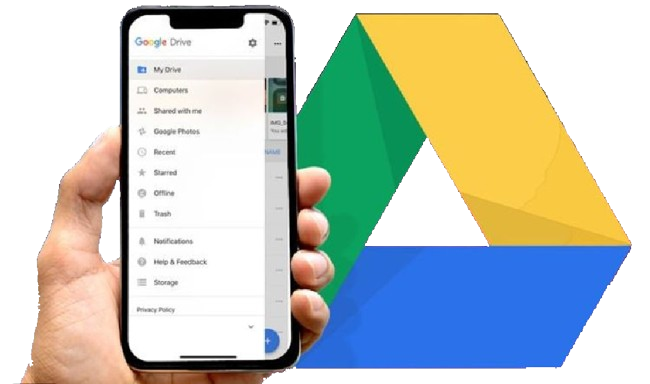 Google Drive
My Drive
Computers
Shared with me
Google Photos
Recent
Starred
Offline
Trash
Notifications
Help & Feedback
Storage
Privacy Policy